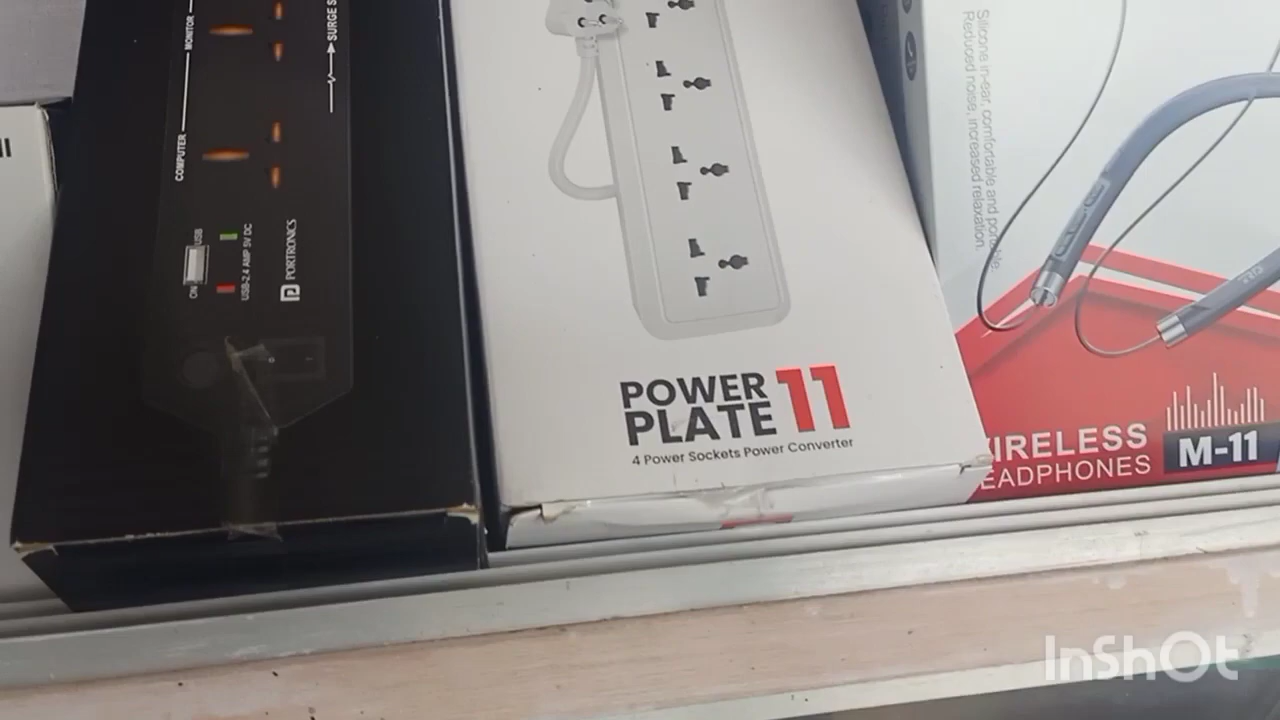 MONITOR
SURGE S
COMPUTER
USB
ON
USB-2.4 AMP 5V DC
PORTRONICS
POWER
PLATE 11
4 Power Sockets Power Converter
Silicone in-ear, comfortable and portable,
Reduced noise, increased relaxation.
IRELESS
EADPHONES
M-11
InShOt